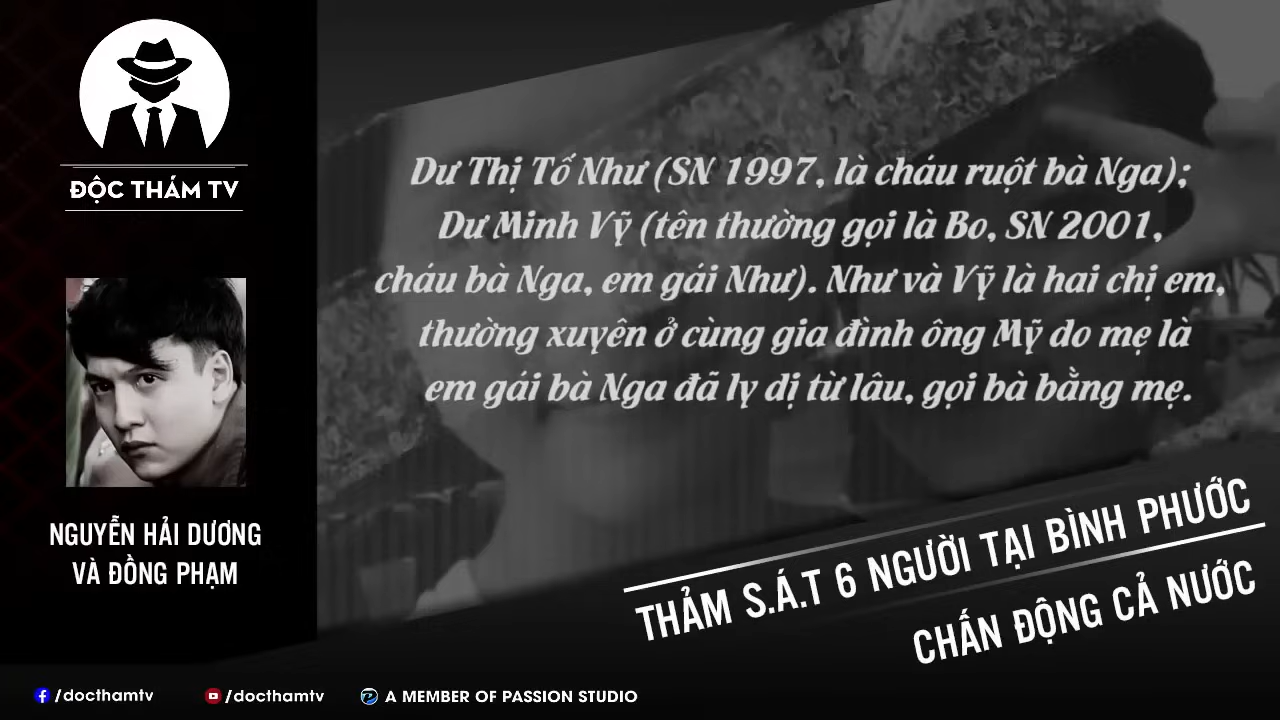 ĐỘC THÁM TV
NGUYỄN HẢI DƯƠNG
VÀ ĐỒNG PHẠM
Dư Thị Tố Như (SN 1997, là cháu ruột bà Nga);
Dư Minh Vỹ (tên thường gọi là Bo, SN 2001,
cháu bà Nga, em gái Như). Như và Vỹ là hai chị em,
thường xuyên ở cùng gia đình ông Mỹ do mẹ là
em gái bà Nga đã ly dị từ lâu, gọi bà bằng mẹ.
THẢM S.Á.T 6 NGƯỜI TẠI BÌNH PHƯỚC
CHẤN ĐỘNG CẢ NƯỚC
/docthamtv
/docthamtv
A MEMBER OF PASSION STUDIO